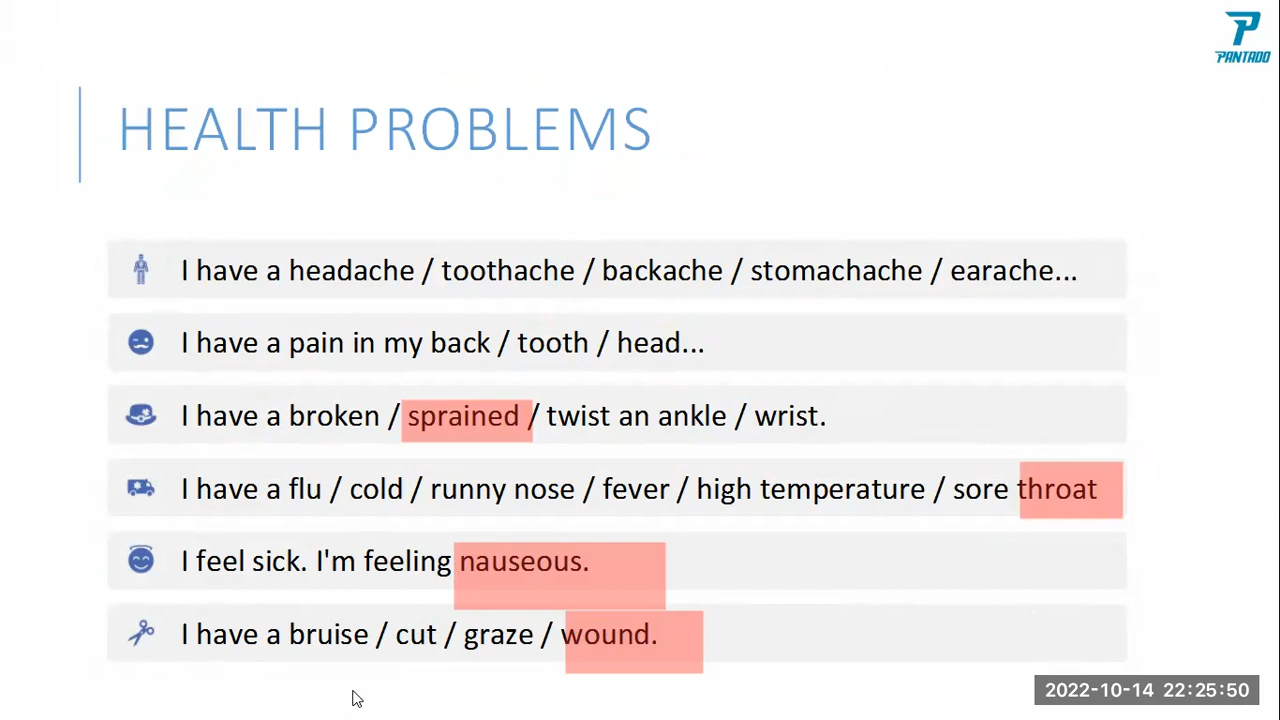 PANTADO
HEALTH PROBLEMS
I have a headache / toothache / backache / stomachache / earache...
I have a pain in my back / tooth / head...
I have a broken / sprained / twist an ankle / wrist.
I have a flu / cold / runny nose / fever / high temperature / sore throat
I feel sick. I'm feeling nauseous.
I have a bruise / cut / graze / wound.
2022-10-14 22:25:50